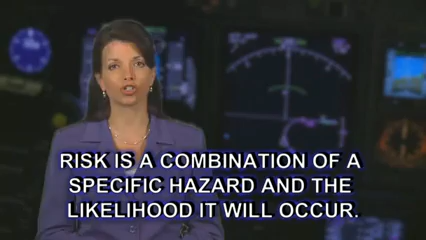 RISK IS A COMBINATION OF A
SPECIFIC HAZARD AND THE
LIKELIHOOD IT WILL OCCUR.